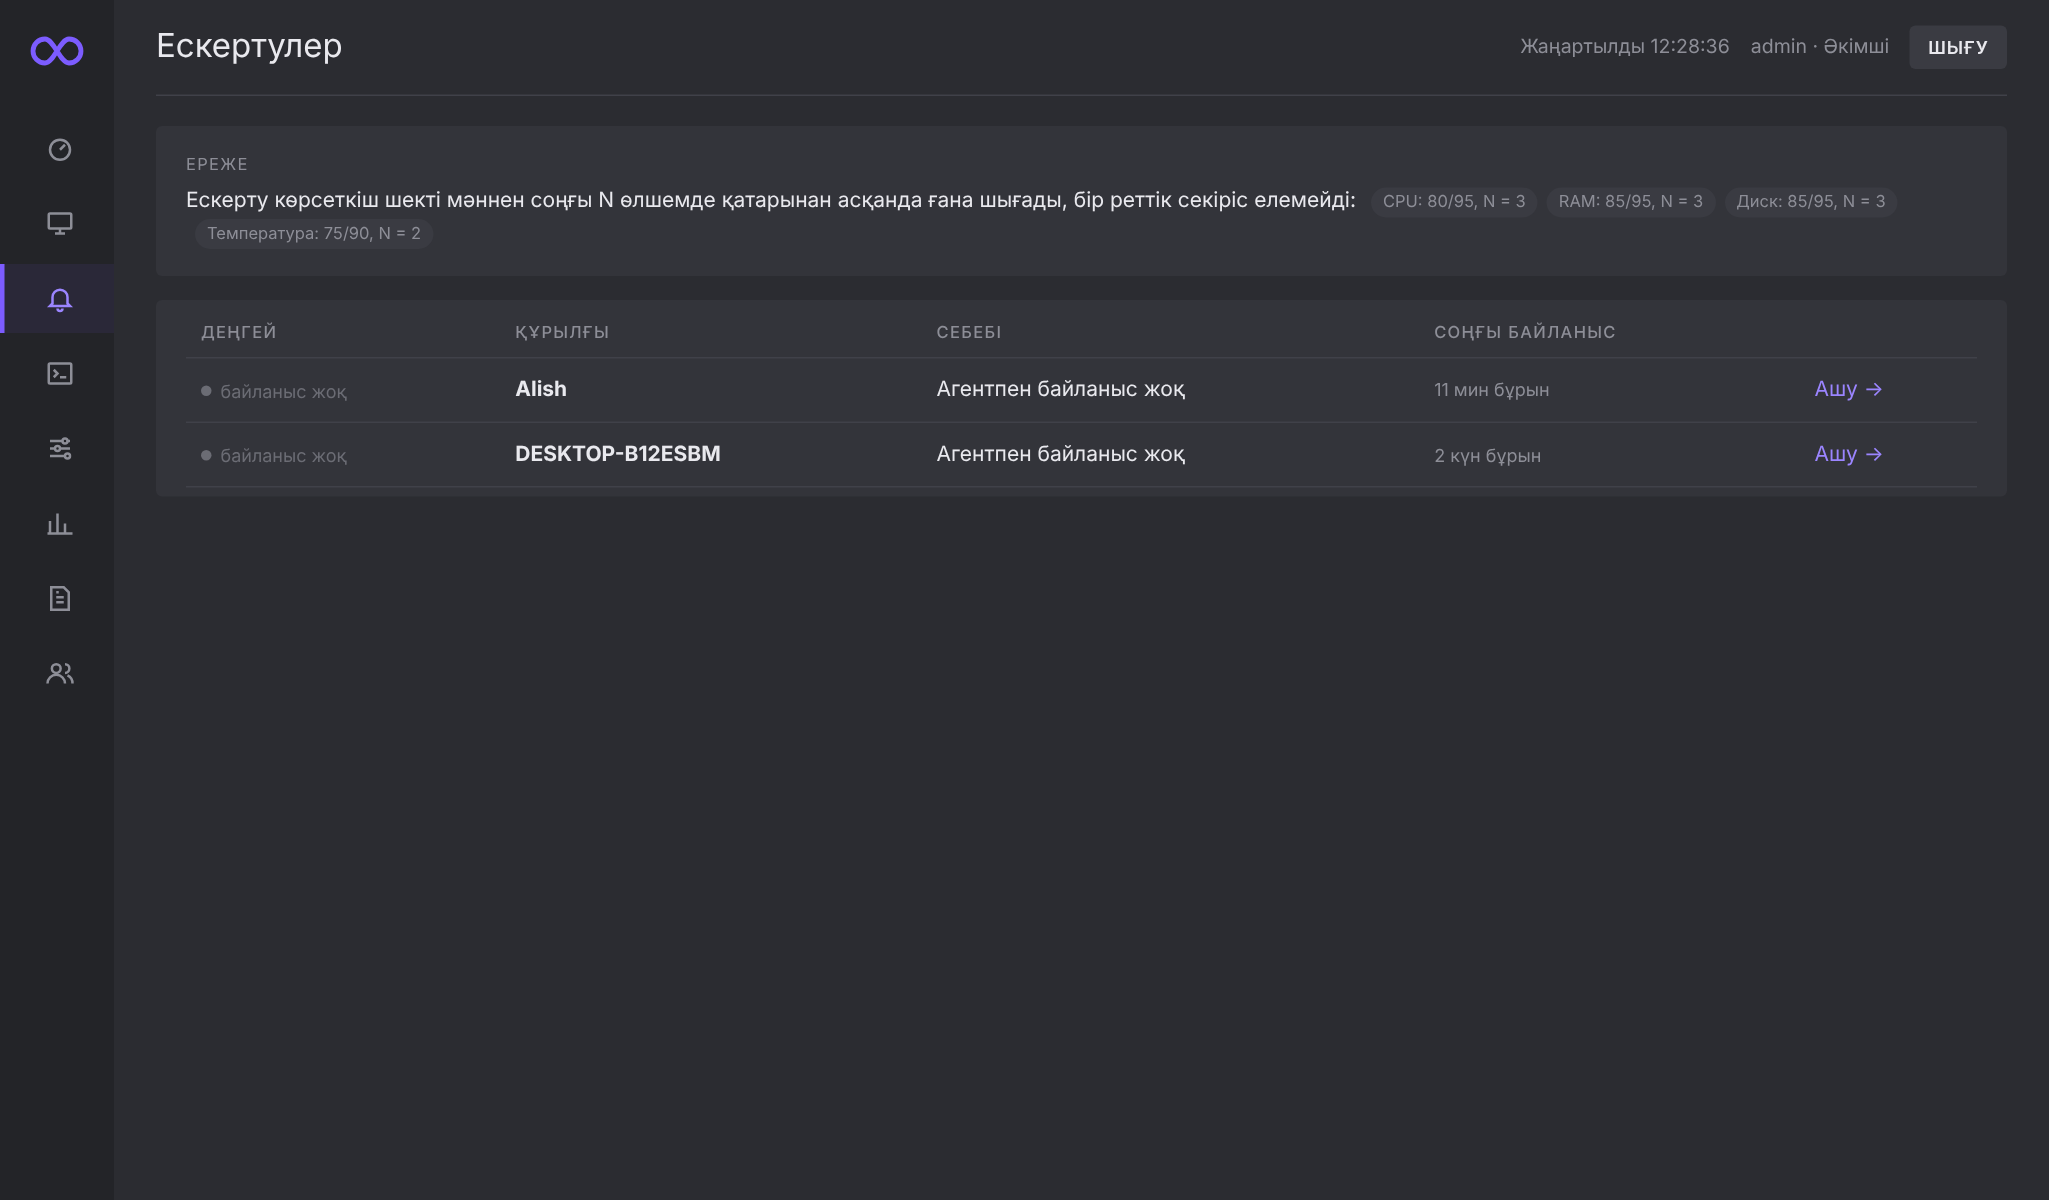 Ескертулер
Жаңартылды 12:28:36 admin · Әкімші ШЫҒУ
ЕРЕЖЕ
Ескерту көрсеткіш шекті мәннен соңғы N өлшемде қатарынан асқанда ғана шығады, бір реттік секіріс елемейді: CPU: 80/95, N = 3 RAM: 85/95, N = 3 Диск: 85/95, N = 3
Температура: 75/90, N = 2
ДЕҢГЕЙ ҚҰРЫЛҒЫ СЕБЕБІ СОҢҒЫ БАЙЛАНЫС
байланыс жоқ Alish Агентпен байланыс жоқ 11 мин бұрын Ашу →
байланыс жоқ DESKTOP-B12ESBM Агентпен байланыс жоқ 2 күн бұрын Ашу →